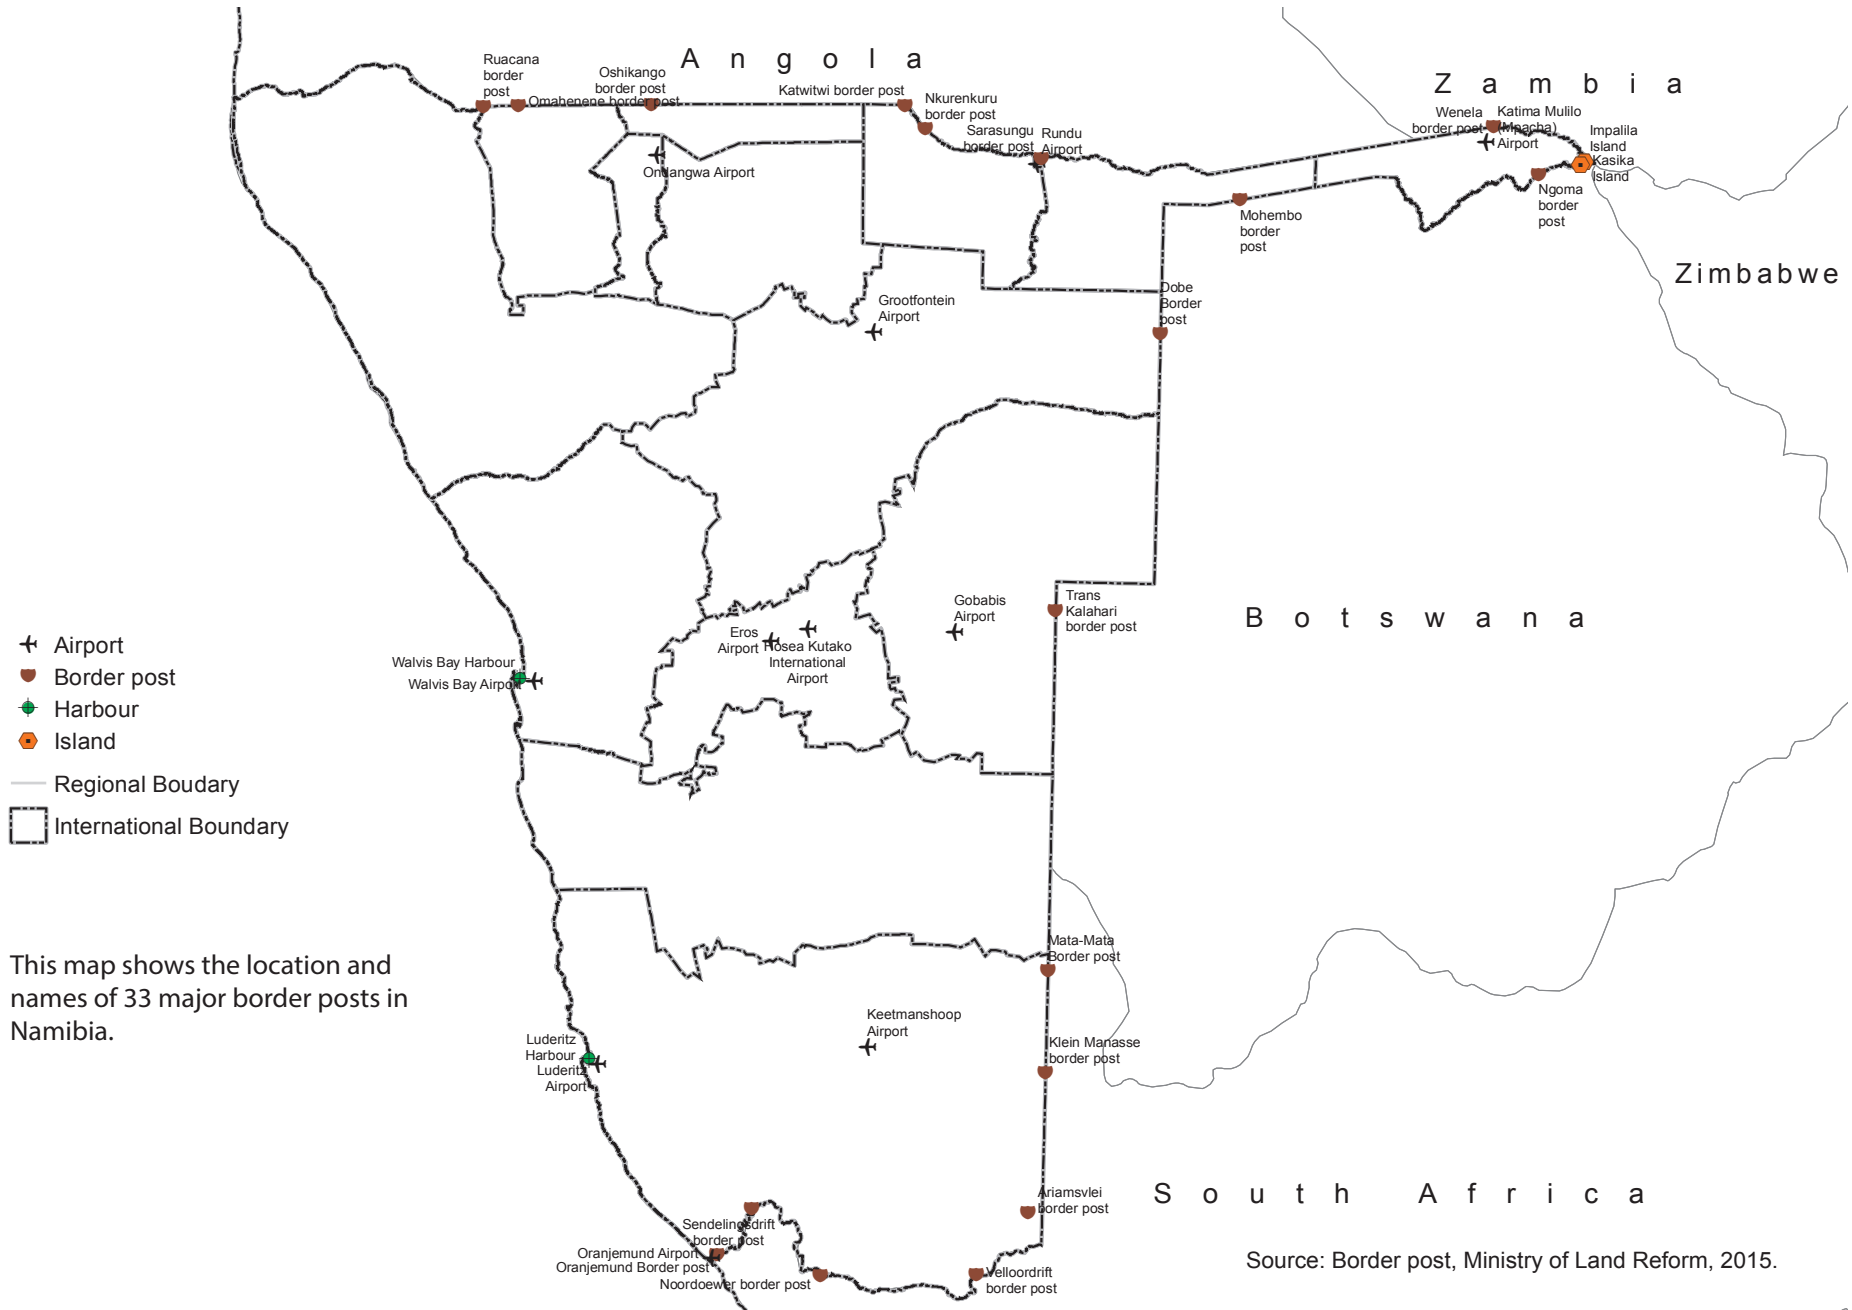 A n g o l a
Z a m b i a
Ruacana
border
post
Omahenene border post
Oshikango
border post
Katwitwi border post
Nkurenkuru
border post
Sarasungu
border post
Rundu
Airport
Wenela
border post
Katima Mulilo
(Mpacha)
Airport
Impalila
Island
Kasika
Island
Ngoma
border
post
Ondangwa Airport
Mohembo
border
post
Zimbabwe
Dobe
Border
post
Grootfontein
Airport
Gobabis
Airport
Trans
Kalahari
border post
B o t s w a n a
Eros
Airport
Hosea Kutako
International
Airport
Walvis Bay Harbour
Walvis Bay Airport
Airport
Border post
Harbour
Island
Regional Boudary
International Boundary
This map shows the location and
names of 33 major border posts in
Namibia.
Mata-Mata
Border post
Keetmanshoop
Airport
Klein Manasse
border post
Luderitz
Harbour
Luderitz
Airport
S o u t h A f r i c a
Ariamsvlei
border post
Sendelingsdrift
border post
Oranjemund Airport
Oranjemund Border post
Noordoewer border post
Velloordrift
border post
Source: Border post, Ministry of Land Reform, 2015.